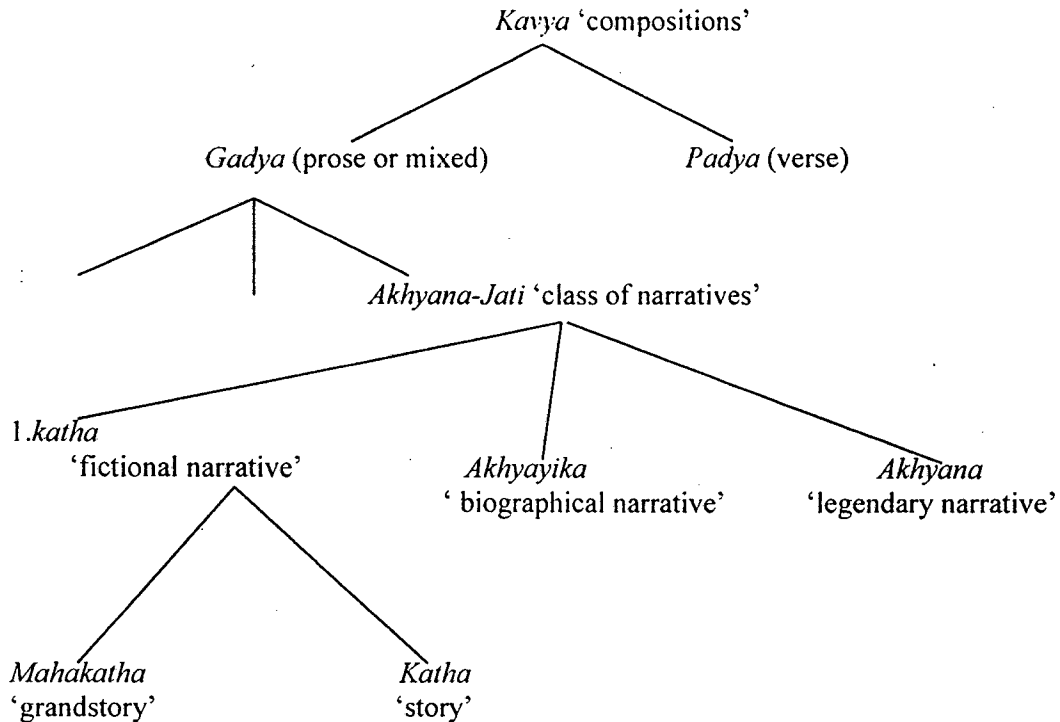 Kavya 'compositions'
Gadya (prose or mixed)
Padya (verse)
Akhyana-Jati 'class of narratives'
1.katha
'fictional narrative'
Akhyayika
' biographical narrative'
Akhyana
'legendary narrative'
Mahakatha
'grandstory'
Katha
'story'